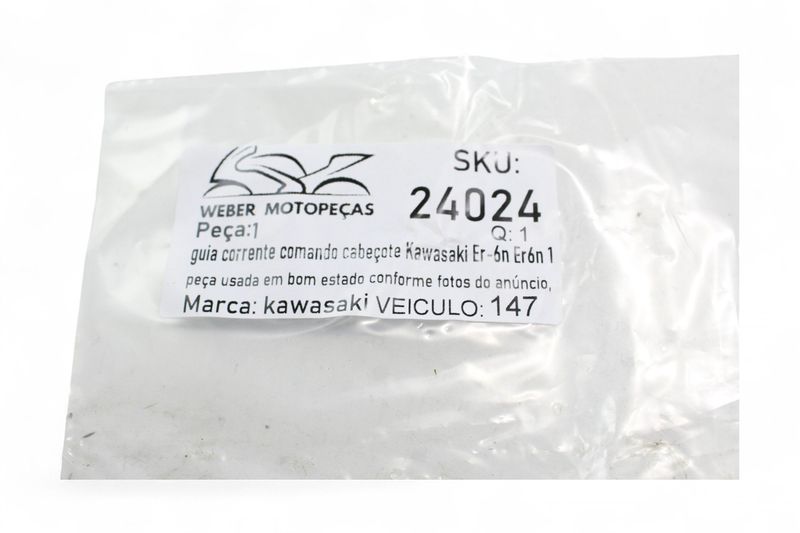 WEBER MOTOPEÇAS
SKU:
24024
Peça:1
Q: 1
guia corrente comando cabeçote Kawasaki Er-6n Er6n 1
peça usada em bom estado conforme fotos do anúncio,
Marca: kawasaki VEICULO: 147